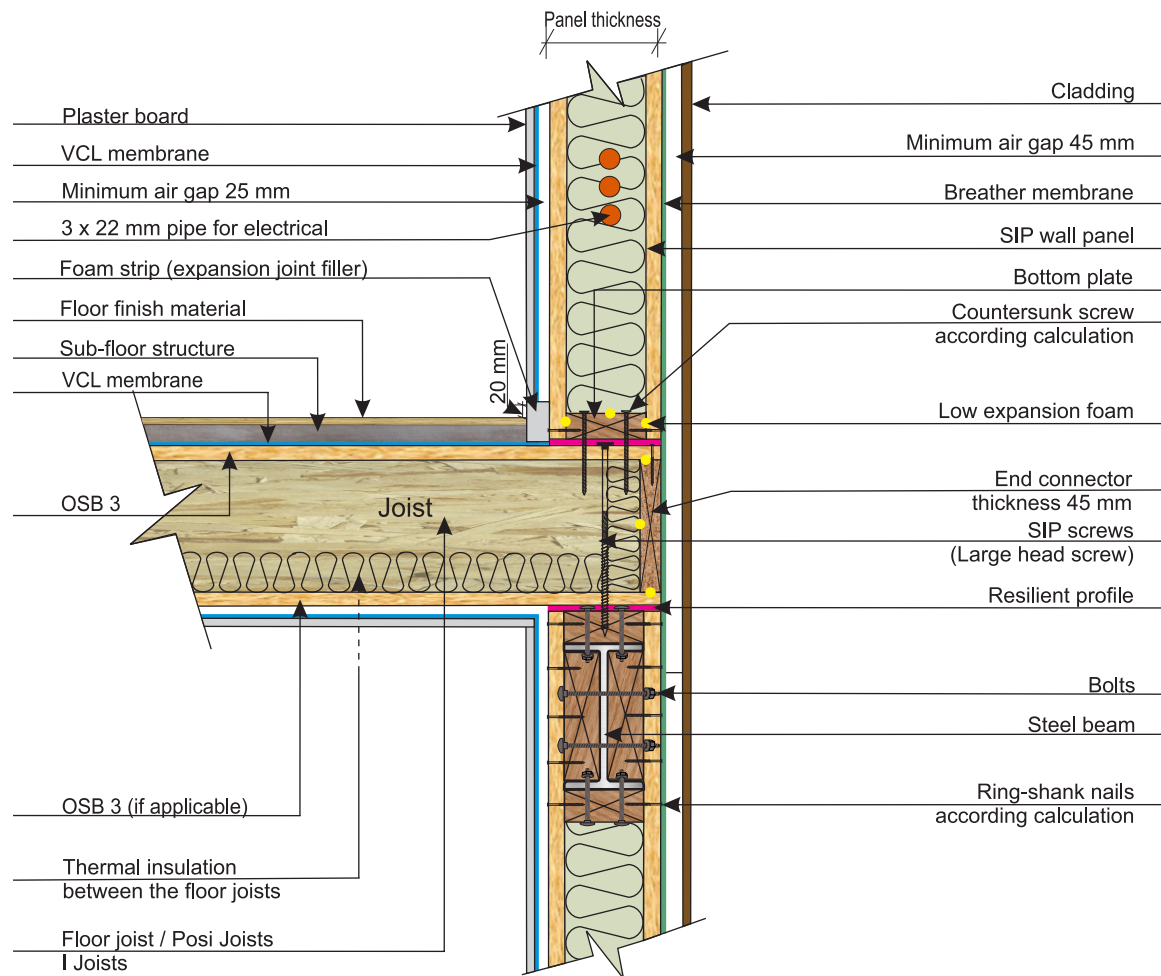 Panel thickness
Plaster board
VCL membrane
Minimum air gap 25 mm
3 x 22 mm pipe for electrical
Foam strip (expansion joint filler)
Floor finish material
Sub-floor structure
VCL membrane
20 mm
OSB 3
Joist
OSB 3 (if applicable)
Thermal insulation
between the floor joists
Floor joist / Posi Joists
I Joists
Cladding
Minimum air gap 45 mm
Breather membrane
SIP wall panel
Bottom plate
Countersunk screw
according calculation
Low expansion foam
End connector
thickness 45 mm
SIP screws
(Large head screw)
Resilient profile
Bolts
Steel beam
Ring-shank nails
according calculation